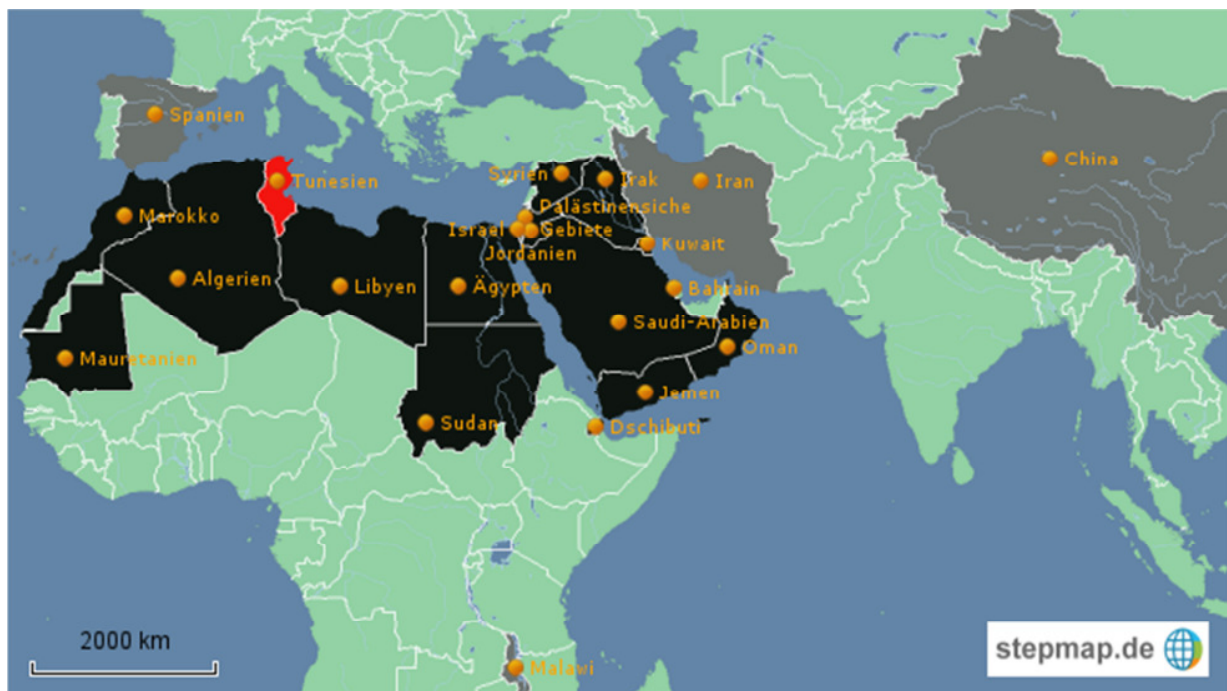 Spanien
China
Syrien
Irak
Iran
Tunesien
Palästinensiche
Marokko
Israel
Gebiete
Jordanien
Kuwait
Algerien
Libyen
Ägypten
Bahrain
Saudi-Arabien
Oman
Mauretanien
Jemen
Sudan
Dschibuti
2000 km
stepmap.de
Malawi